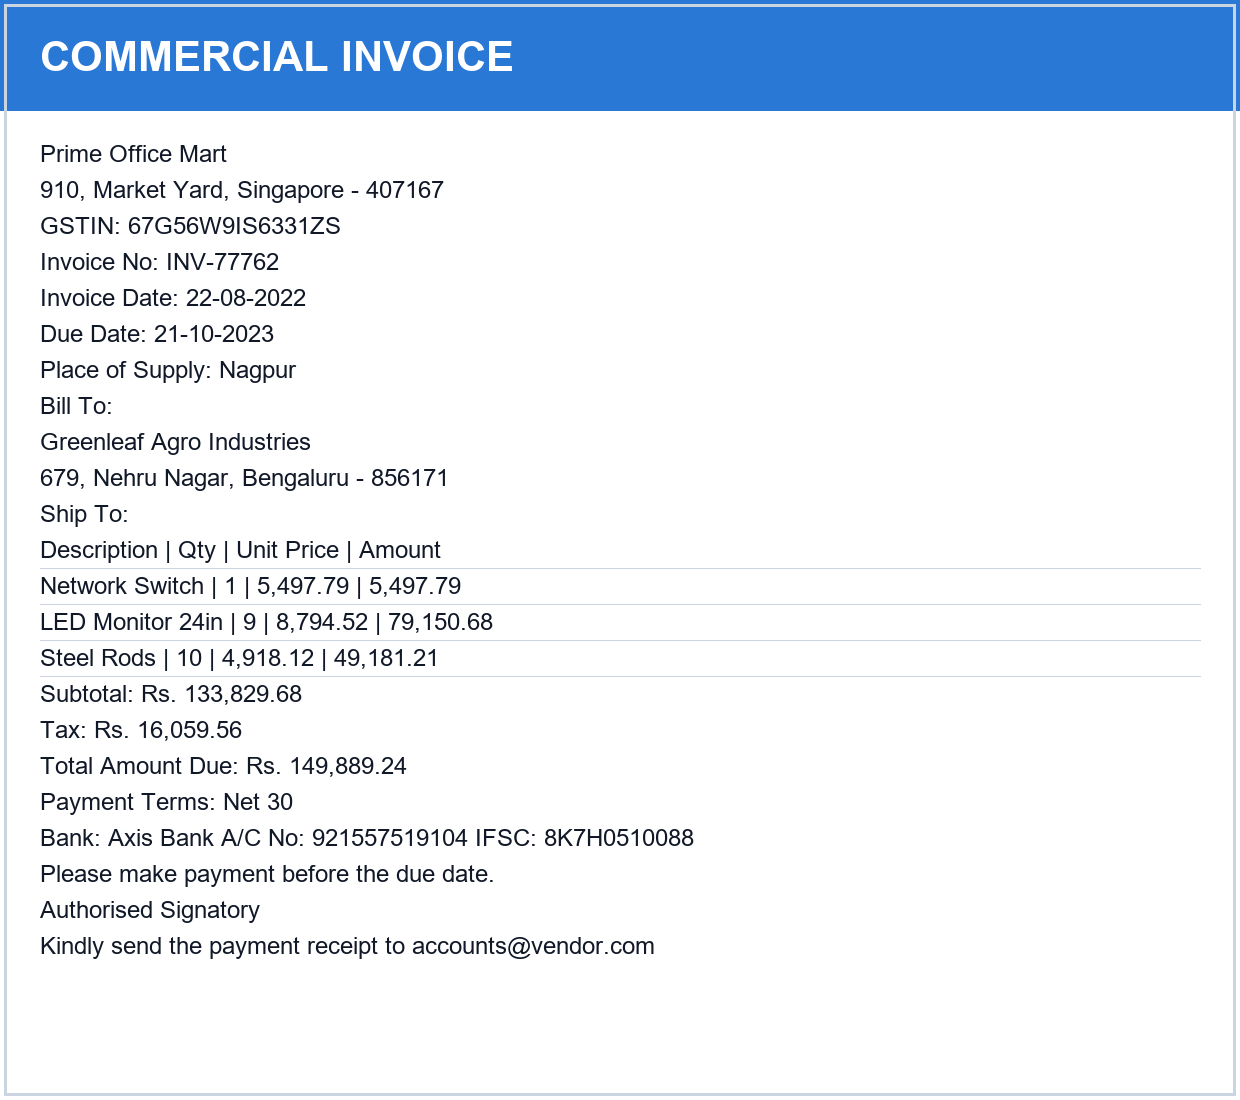 COMMERCIAL INVOICE
Prime Office Mart
910, Market Yard, Singapore - 407167
GSTIN: 67G56W9IS6331ZS
Invoice No: INV-77762
Invoice Date: 22-08-2022
Due Date: 21-10-2023
Place of Supply: Nagpur
Bill To:
Greenleaf Agro Industries
679, Nehru Nagar, Bengaluru - 856171
Ship To:
Description | Qty | Unit Price | Amount
Network Switch | 1 | 5,497.79 | 5,497.79
LED Monitor 24in | 9 | 8,794.52 | 79,150.68
Steel Rods | 10 | 4,918.12 | 49,181.21
Subtotal: Rs. 133,829.68
Tax: Rs. 16,059.56
Total Amount Due: Rs. 149,889.24
Payment Terms: Net 30
Bank: Axis Bank A/C No: 921557519104 IFSC: 8K7H0510088
Please make payment before the due date.
Authorised Signatory
Kindly send the payment receipt to accounts@vendor.com